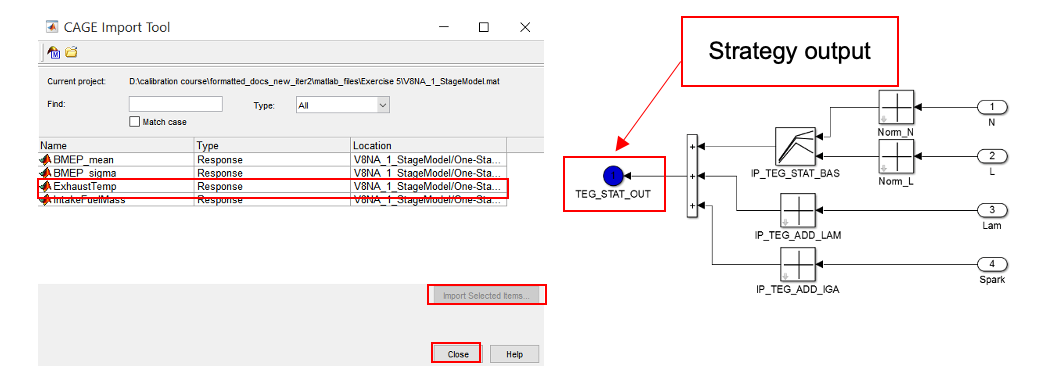 CAGE Import Tool
Current project: D:\calibration course\formatted_docs_new_iter2\matlab_files\Exercise 5\V8NA_1_StageModel.mat
Find:
Type: All
Match case
Name Type Location
BMEP_mean Response V8NA_1_StageModel/One-Sta...
BMEP_sigma Response V8NA_1_StageModel/One-Sta...
ExhaustTemp Response V8NA_1_StageModel/One-Sta...
IntakeFuelMass Response V8NA_1_StageModel/One-Sta...
Import Selected Items...
Close Help
Strategy output
1
N
Norm_N
2
L
Norm_L
IP_TEG_STAT_BAS
TEG_STAT_OUT
3
Lam
IP_TEG_ADD_LAM
4
Spark
IP_TEG_ADD_IGA